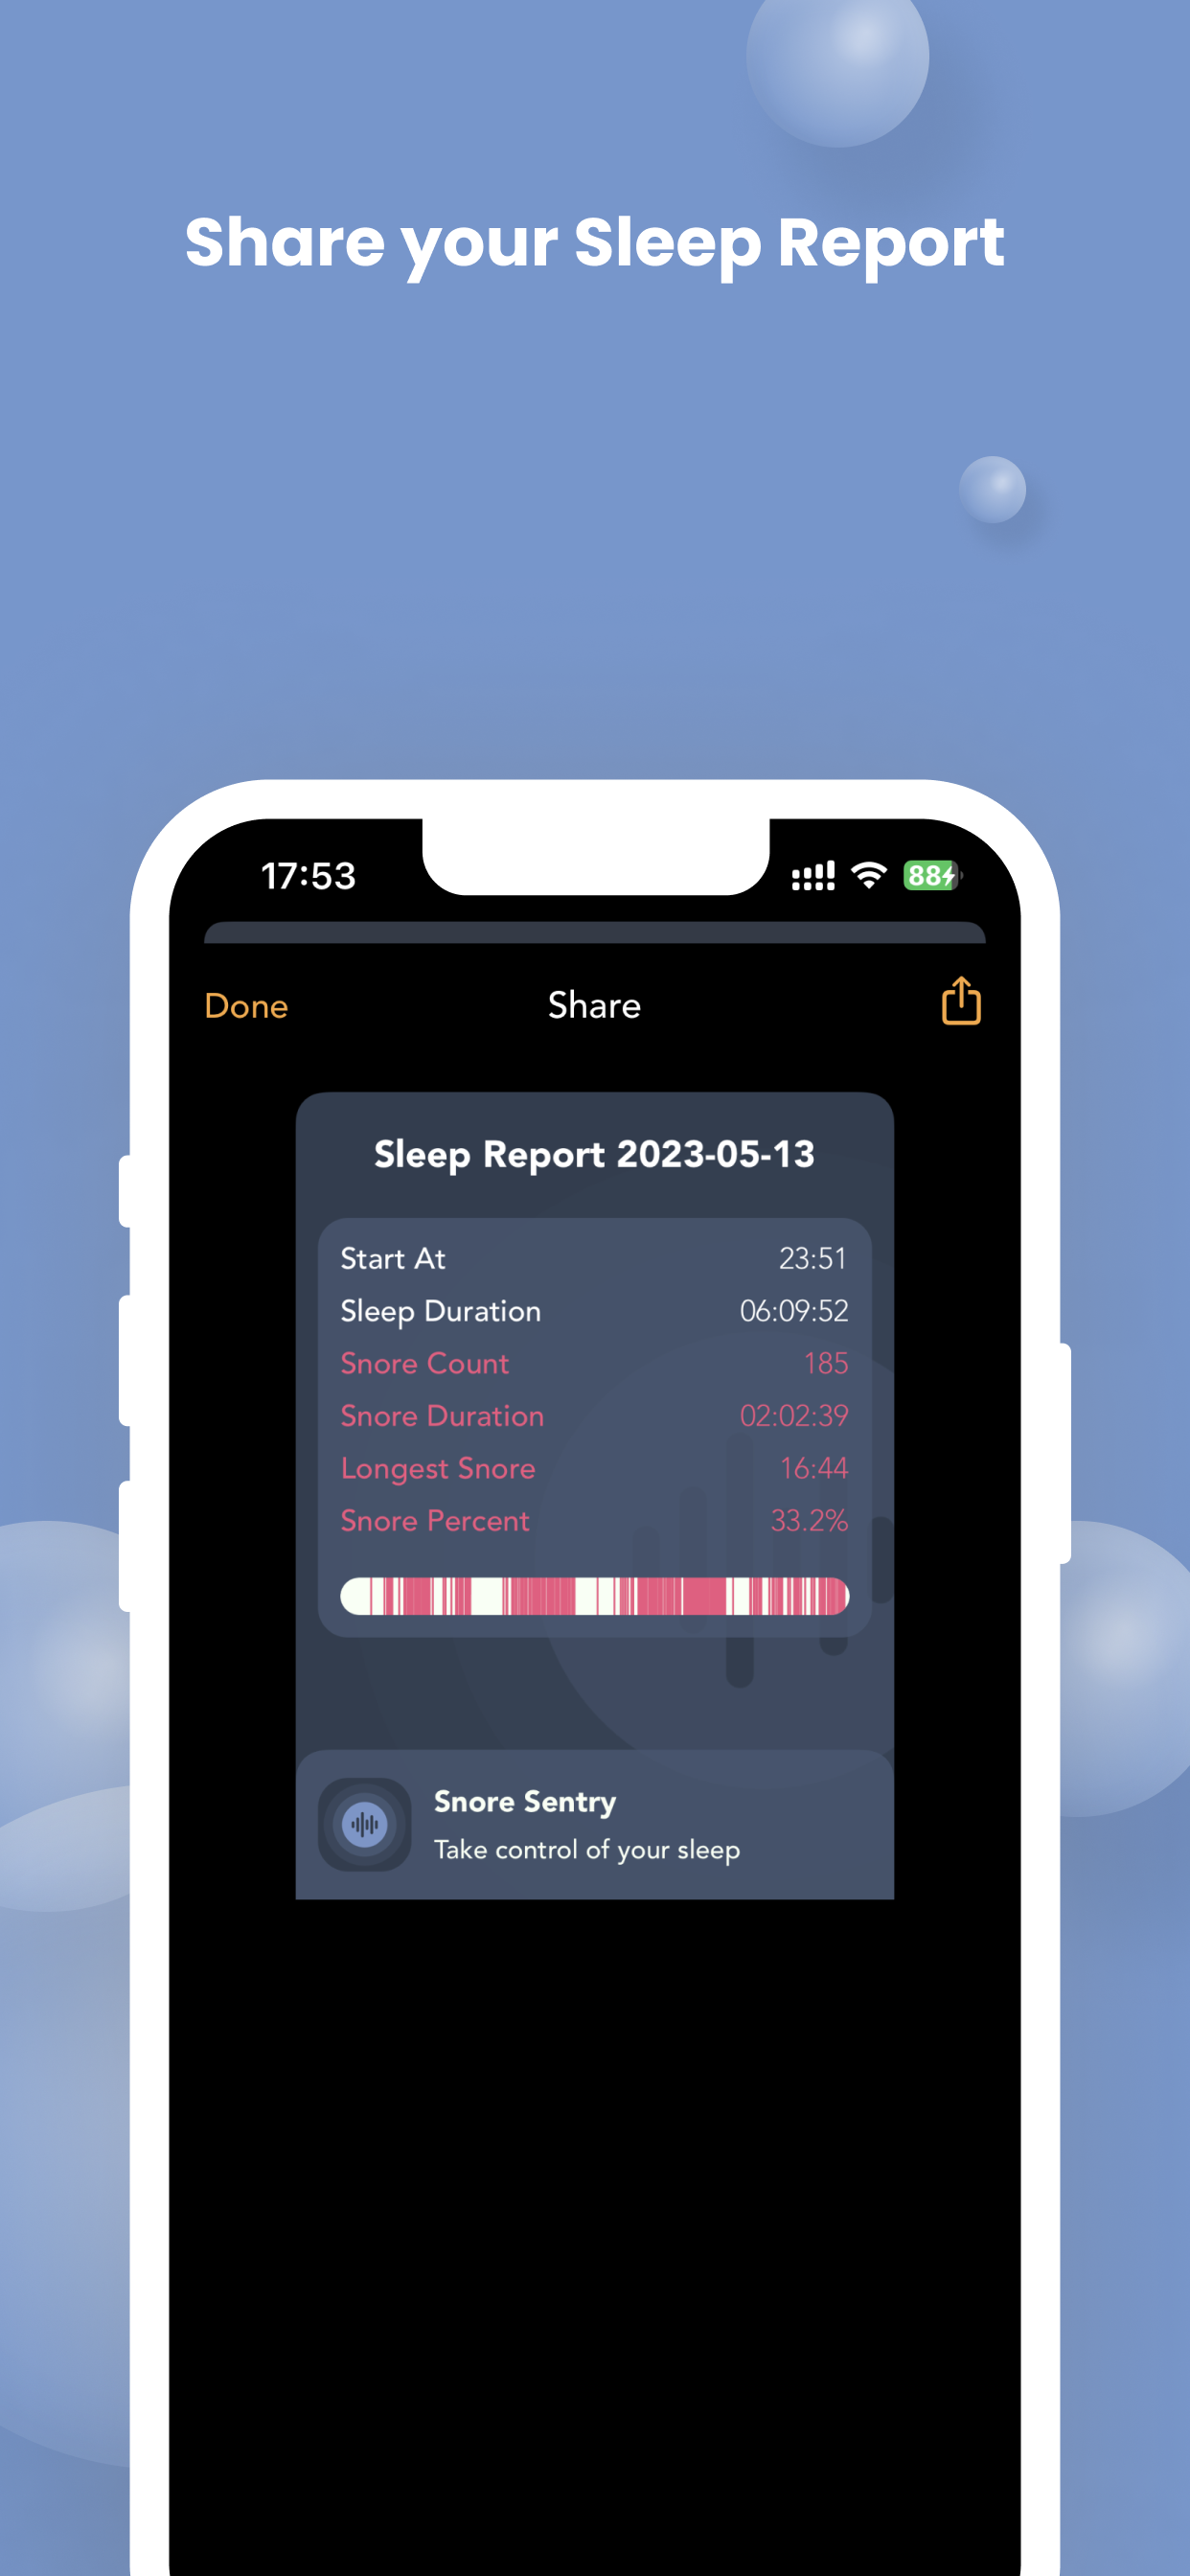 Share your Sleep Report
17:53
88
Done Share
Sleep Report 2023-05-13
Start At 23:51
Sleep Duration 06:09:52
Snore Count 185
Snore Duration 02:02:39
Longest Snore 16:44
Snore Percent 33.2%
Snore Sentry
Take control of your sleep